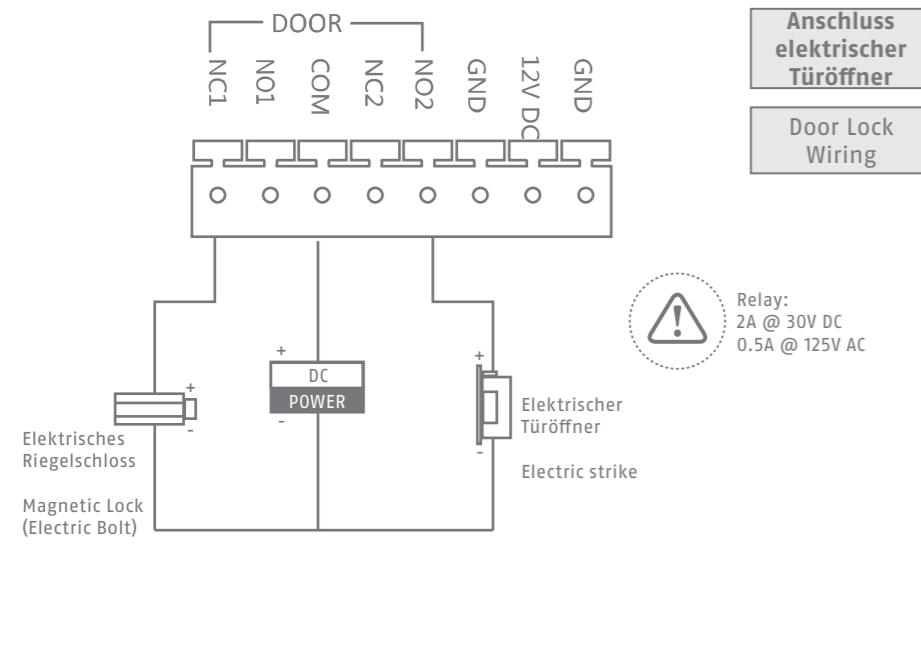 DOOR
NC1
NO1
COM
NC2
NO2
GND
12V DC
GND
Anschluss
elektrischer
Türöffner
Door Lock
Wiring
Relay:
2A @ 30V DC
0.5A @ 125V AC
+
DC
POWER
-
+
-
Elektrisches
Riegelschloss
Magnetic Lock
(Electric Bolt)
+
-
Elektrischer
Türöffner
Electric strike